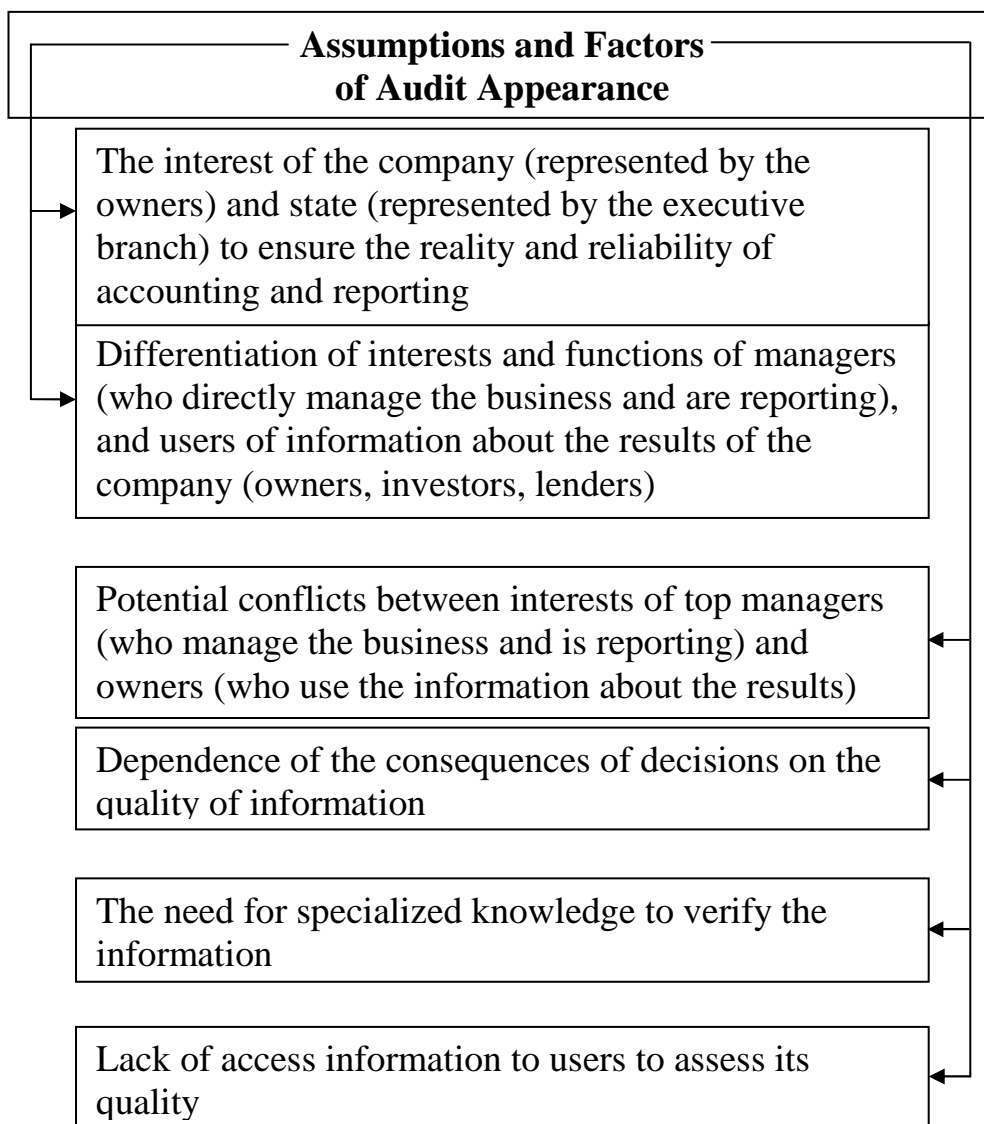 Assumptions and Factors
of Audit Appearance
The interest of the company (represented by the
owners) and state (represented by the executive
branch) to ensure the reality and reliability of
accounting and reporting
Differentiation of interests and functions of managers
(who directly manage the business and are reporting),
and users of information about the results of the
company (owners, investors, lenders)
Potential conflicts between interests of top managers
(who manage the business and is reporting) and
owners (who use the information about the results)
Dependence of the consequences of decisions on the
quality of information
The need for specialized knowledge to verify the
information
Lack of access information to users to assess its
quality